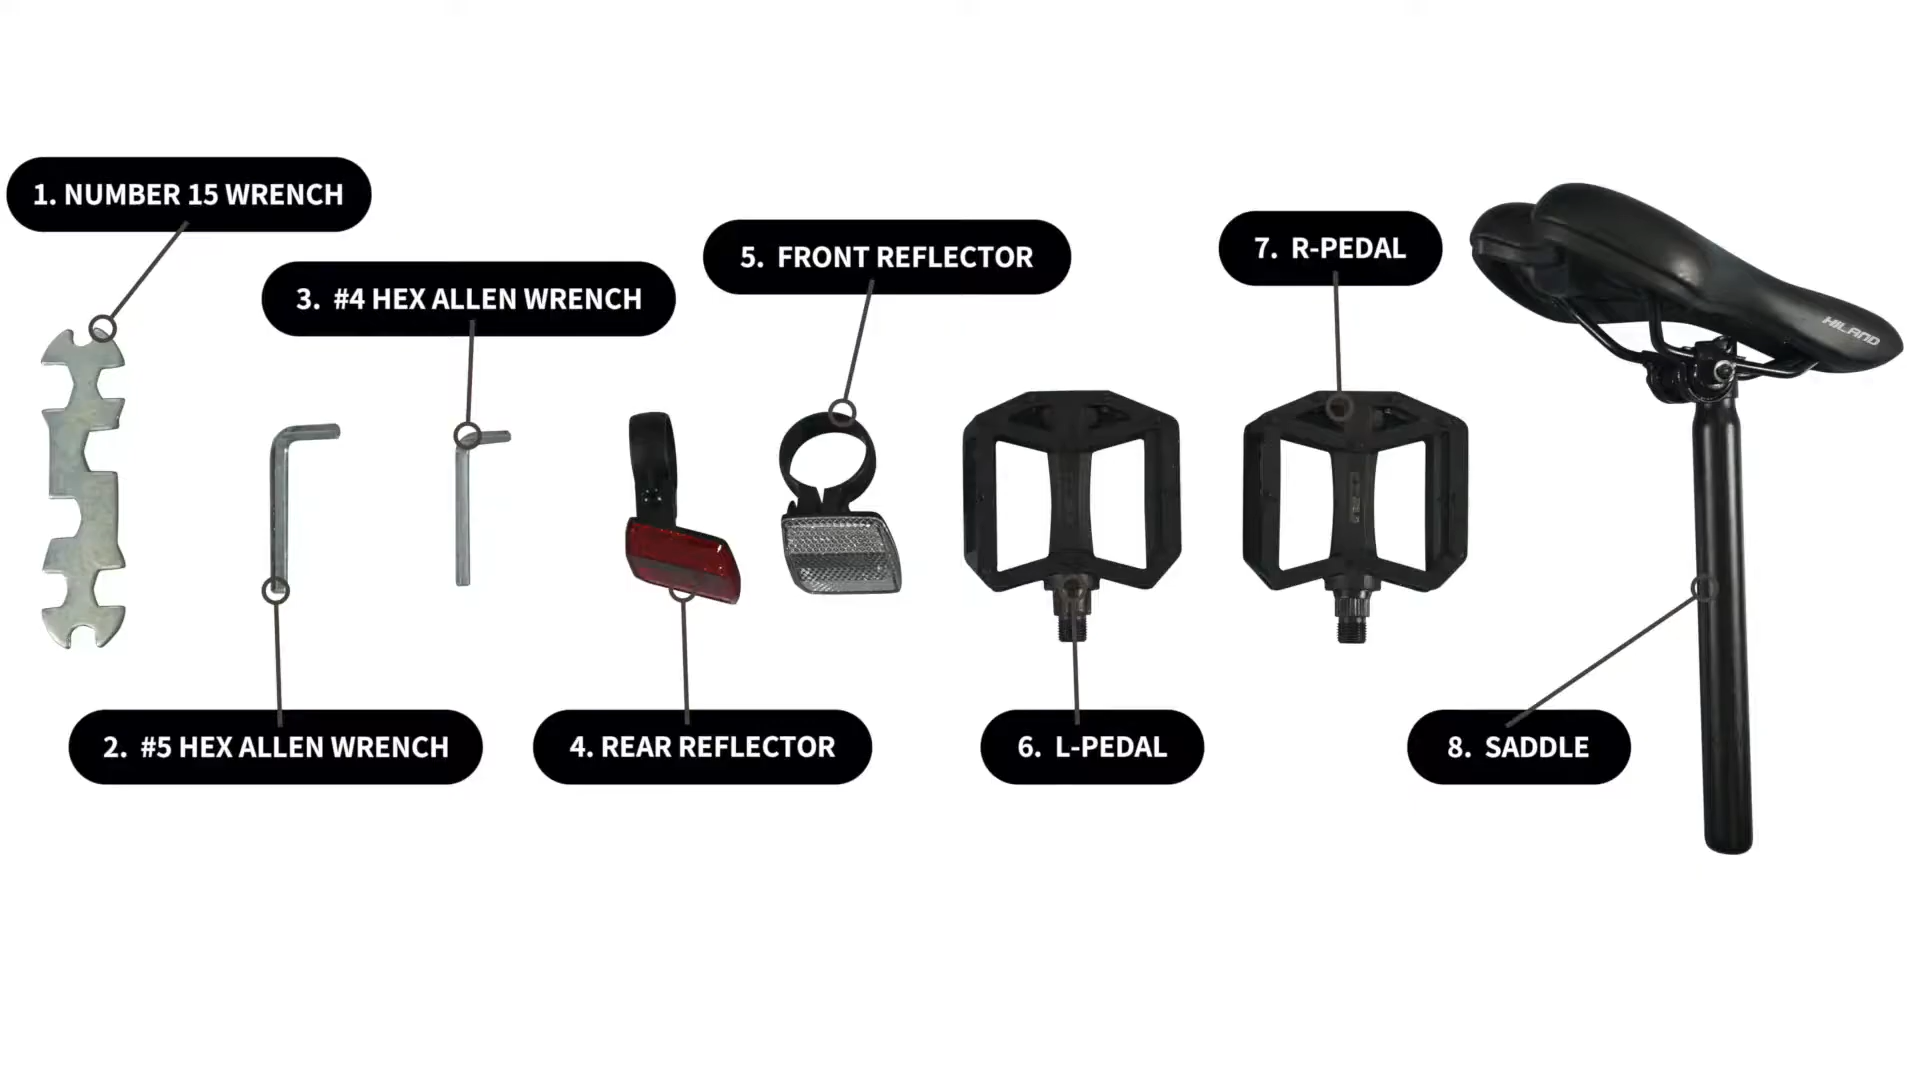 1. NUMBER 15 WRENCH
2. #5 HEX ALLEN WRENCH
3. #4 HEX ALLEN WRENCH
4. REAR REFLECTOR
5. FRONT REFLECTOR
6. L-PEDAL
7. R-PEDAL
8. SADDLE
HILAND